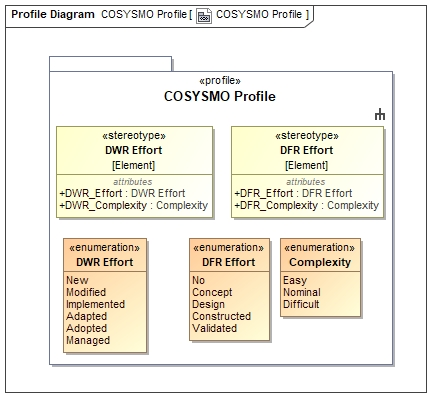 Profile Diagram COSYSMO Profile [ COSYSMO Profile ]
«profile»
COSYSMO Profile
«stereotype»
DWR Effort
[Element]
attributes
+DWR_Effort : DWR Effort
+DWR_Complexity : Complexity
«stereotype»
DFR Effort
[Element]
attributes
+DFR_Effort : DFR Effort
+DFR_Complexity : Complexity
«enumeration»
DWR Effort
New
Modified
Implemented
Adapted
Adopted
Managed
«enumeration»
DFR Effort
No
Concept
Design
Constructed
Validated
«enumeration»
Complexity
Easy
Nominal
Difficult